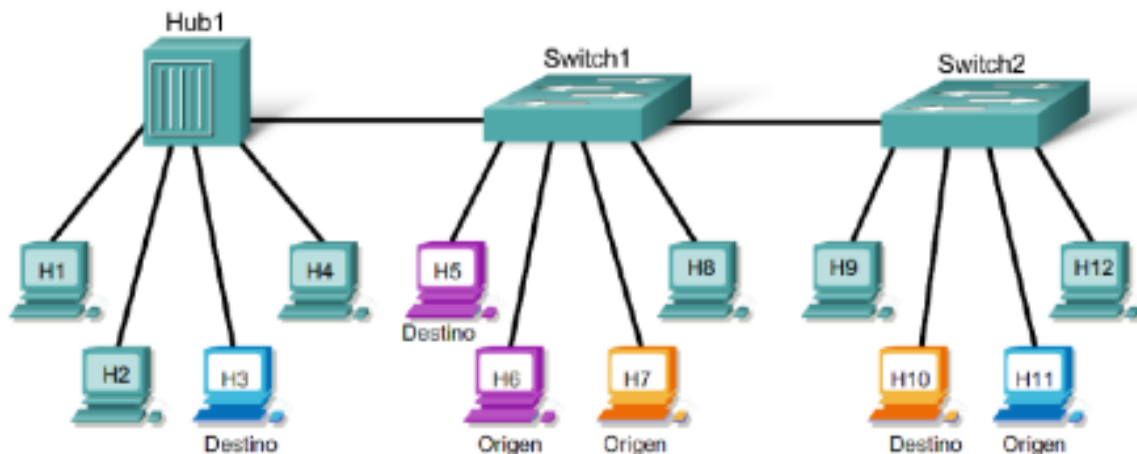 Hub1
Switch1
Switch2
H1
H4
H5
H8
H9
H12
Destino
H2
H3
H6
H7
H10
H11
Destino
Origen
Origen
Destino
Origen